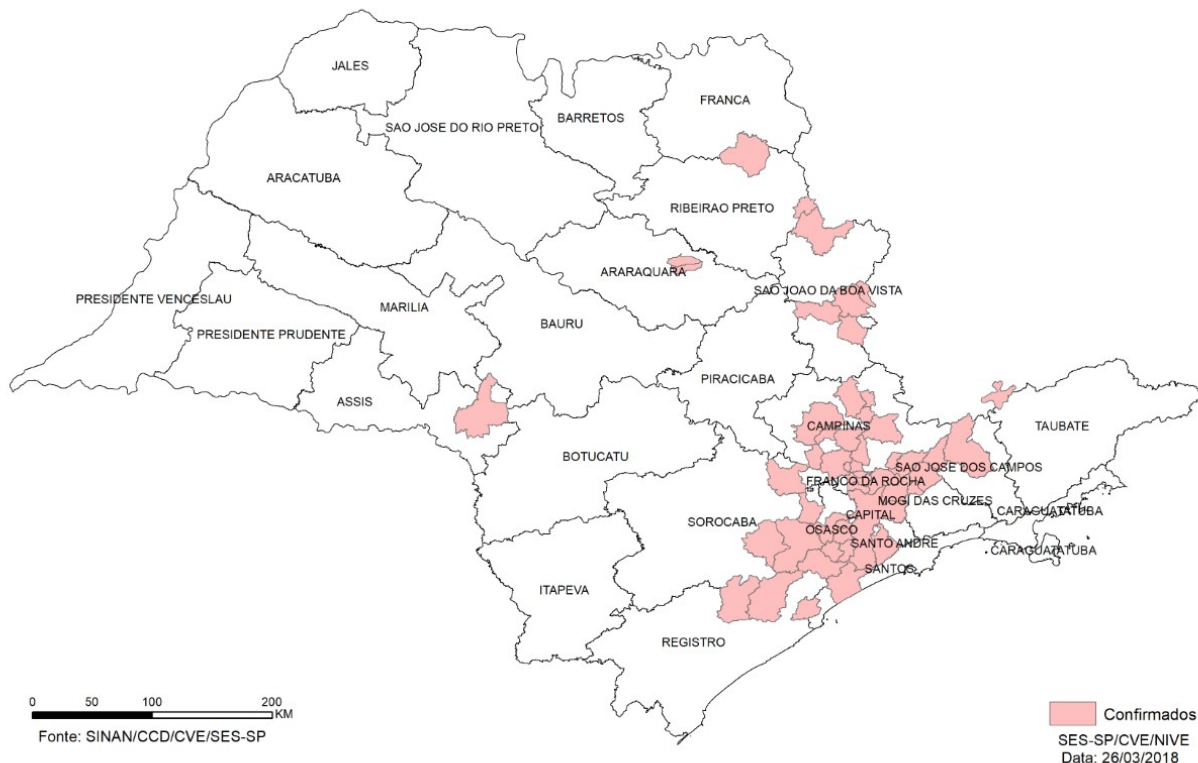 JALES
FRANCA
BARRETOS
SAO JOSE DO RIO PRETO
ARACATUBA
RIBEIRAO PRETO
ARARAQUARA
SAO JOAO DA BOA VISTA
PRESIDENTE VENCESLAU
MARILIA
BAURU
PRESIDENTE PRUDENTE
PIRACICABA
ASSIS
CAMPINAS
TAUBATE
BOTUCATU
SAO JOSE DOS CAMPOS
FRANCO DA ROCHA
MOGI DAS CRUZES
CARAGUATATUBA
CAPITAL
SOROCABA
OSASCO
SANTO ANDRE
CARAGUATATUBA
SANTOS
ITAPEVA
REGISTRO
0 50 100 200
KM
Fonte: SINAN/CCD/CVE/SES-SP
Confirmados
SES-SP/CVE/NIVE
Data: 26/03/2018